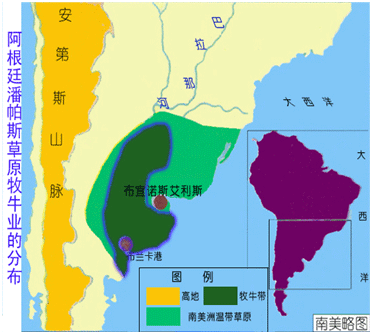 阿根廷潘帕斯草原牧牛业的分布
安第斯山脉
巴拉那河
大西洋
布宜诺斯艾利斯
布兰卡港
大西洋
图 例
高地
牧牛带
南美洲温带草原
南美略图